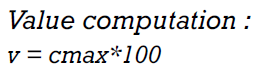 Value computation :
v = cmax*100